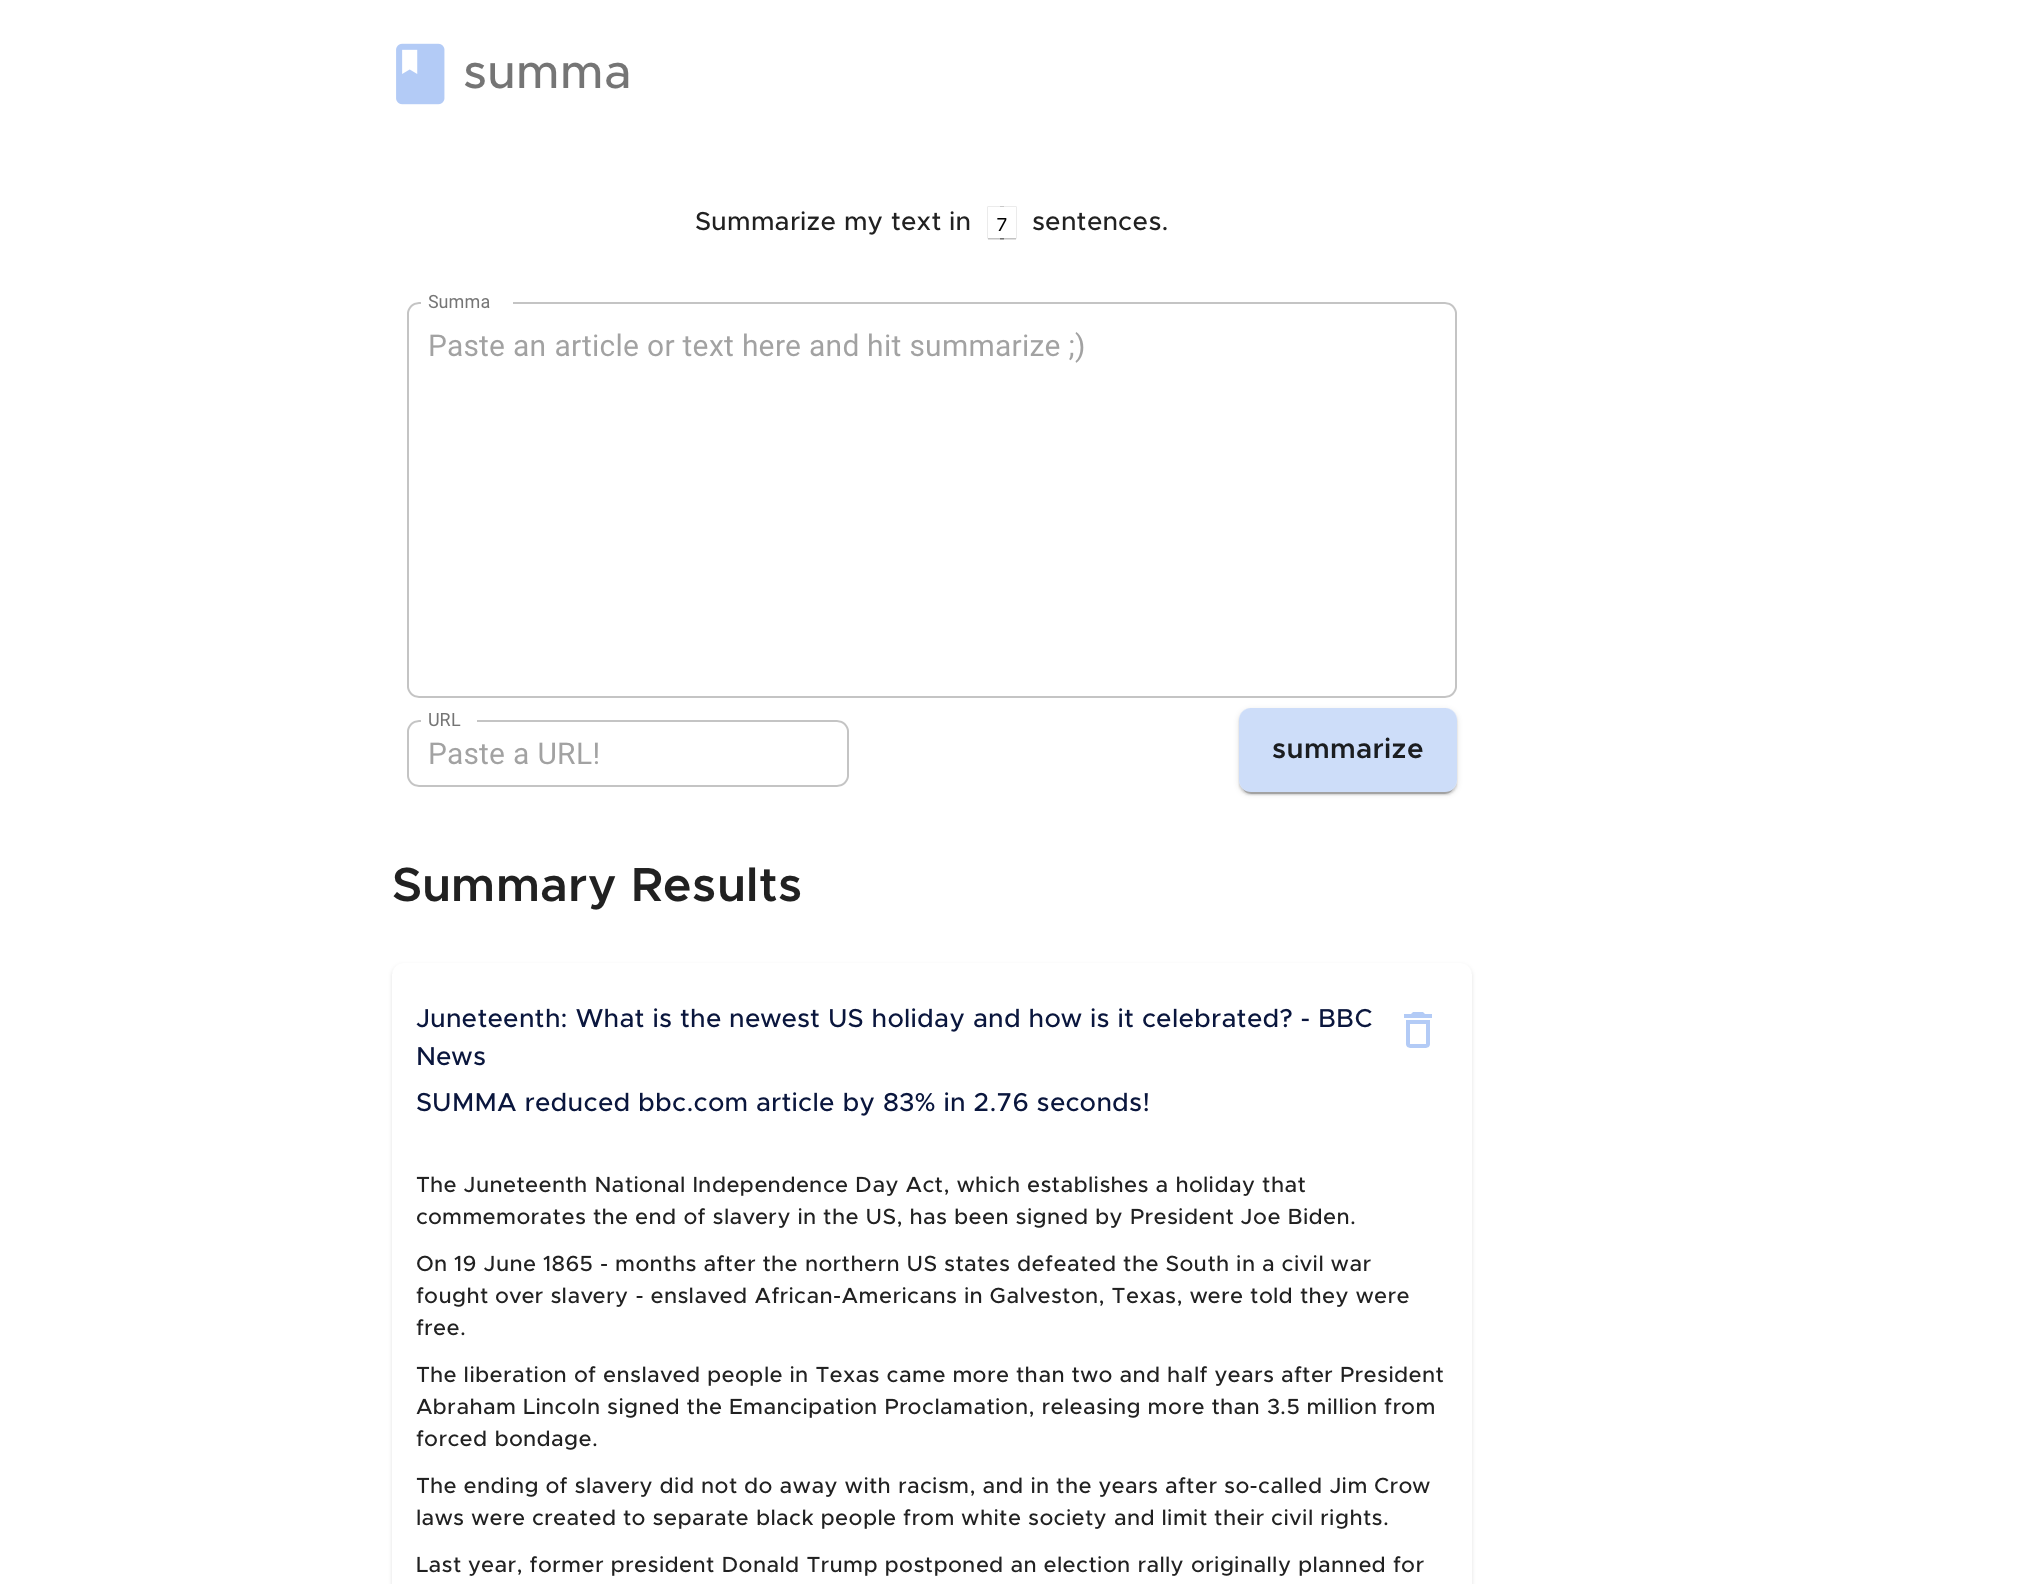 summa
Summarize my text in 7 sentences.
Summa
Paste an article or text here and hit summarize ;)
URL
Paste a URL!
summarize
Summary Results
Juneteenth: What is the newest US holiday and how is it celebrated? - BBC
News
SUMMA reduced bbc.com article by 83% in 2.76 seconds!
The Juneteenth National Independence Day Act, which establishes a holiday that
commemorates the end of slavery in the US, has been signed by President Joe Biden.
On 19 June 1865 - months after the northern US states defeated the South in a civil war
fought over slavery - enslaved African-Americans in Galveston, Texas, were told they were
free.
The liberation of enslaved people in Texas came more than two and half years after President
Abraham Lincoln signed the Emancipation Proclamation, releasing more than 3.5 million from
forced bondage.
The ending of slavery did not do away with racism, and in the years after so-called Jim Crow
laws were created to separate black people from white society and limit their civil rights.
Last year, former president Donald Trump postponed an election rally originally planned for